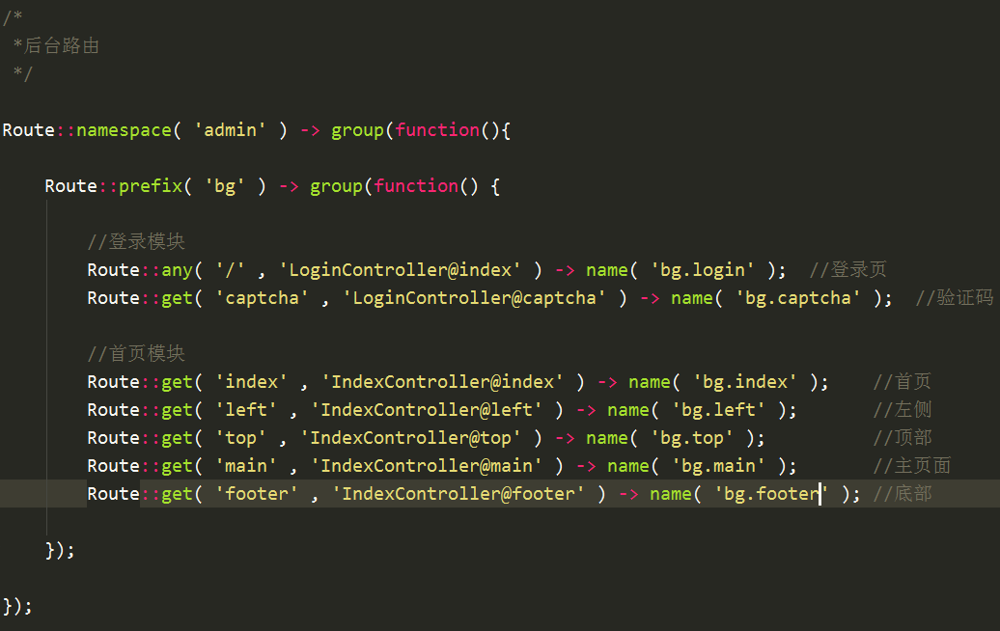 /*
 *后台路由
 */
Route::namespace( 'admin' ) -> group(function(){
    Route::prefix( 'bg' ) -> group(function() {
        //登录模块
        Route::any( '/' , 'LoginController@index' ) -> name( 'bg.login' );  //登录页
        Route::get( 'captcha' , 'LoginController@captcha' ) -> name( 'bg.captcha' );  //验证码
        //首页模块
        Route::get( 'index' , 'IndexController@index' ) -> name( 'bg.index' );    //首页
        Route::get( 'left' , 'IndexController@left' ) -> name( 'bg.left' );       //左侧
        Route::get( 'top' , 'IndexController@top' ) -> name( 'bg.top' );          //顶部
        Route::get( 'main' , 'IndexController@main' ) -> name( 'bg.main' );       //主页面
        Route::get( 'footer' , 'IndexController@footer' ) -> name( 'bg.footer' ); //底部
    });
});